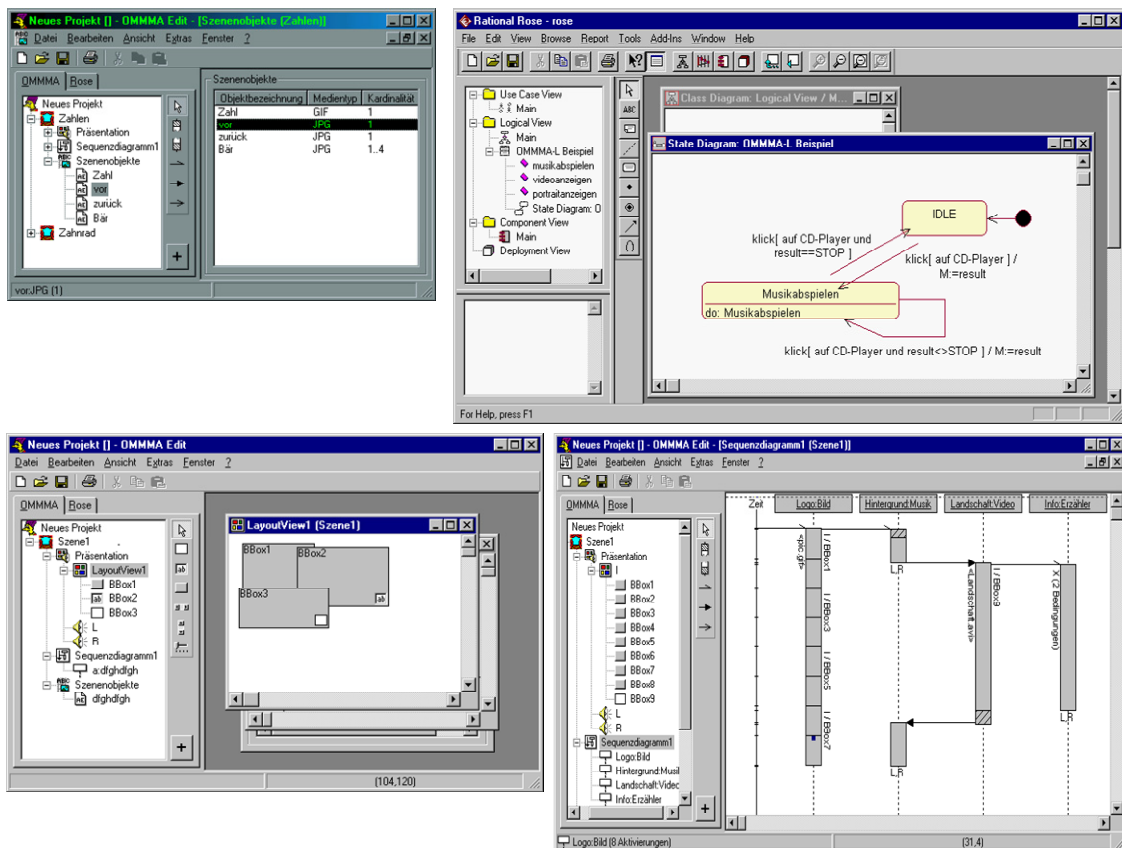 Neues Projekt [] - OMMMA Edit - [Szenenobjekte (Zahlen)]
Datei Bearbeiten Ansicht Extras Fenster ?
OMMMA Rose
Neues Projekt
Zahlen
Präsentation
Sequenzdiagramm1
Szenenobjekte
Zahl
vor
zurück
Bär
Zahnrad
Szenenobjekte
Objektbezeichnung Medientyp Kardinalität
Zahl GIF 1
vor JPG 1
zurück JPG 1
Bär JPG 1..4
vor:JPG (1)
Rational Rose - rose
File Edit View Browse Report Tools Add-Ins Window Help
Use Case View
Main
Logical View
Main
OMMMA-L Beispiel
musikabspielen
videoanzeigen
portraitanzeigen
State Diagram: O
Component View
Main
Deployment View
ABC
Class Diagram: Logical View / M...
State Diagram: OMMMA-L Beispiel
IDLE
klick[ auf CD-Player und
result==STOP ]
klick[ auf CD-Player ] /
M:=result
Musikabspielen
do: Musikabspielen
klick[ auf CD-Player und result<>STOP ] / M:=result
For Help, press F1
Neues Projekt [] - OMMMA Edit
Datei Bearbeiten Ansicht Extras Fenster ?
OMMMA Rose
Neues Projekt
Szene1
Präsentation
LayoutView1
BBox1
BBox2
BBox3
L
R
Sequenzdiagramm1
a:dfghdfgh
Szenenobjekte
dfghdfgh
LayoutView1 (Szene1)
BBox1
BBox2
BBox3
(104,120)
Neues Projekt [] - OMMMA Edit - [Sequenzdiagramm1 (Szene1)]
Datei Bearbeiten Ansicht Extras Fenster ?
OMMMA Rose
Neues Projekt
Szene1
Präsentation
I
BBox1
BBox2
BBox3
BBox4
BBox5
BBox6
BBox7
BBox8
BBox9
L
R
Sequenzdiagramm1
Logo:Bild
Hintergrund:Musil
Landschaft:Video
Info:Erzähler
Zeit Logo:Bild Hintergrund:Musik Landschaft:Video Info:Erzähler
<pic.gif>
I / BBox1
I / BBox3
I / BBox5
I / BBox7
L,R
<Landschaft.avi>
I / BBox9
X (2 Bedingungen)
L,R
L,R
Logo:Bild (8 Aktivierungen)
(31,4)